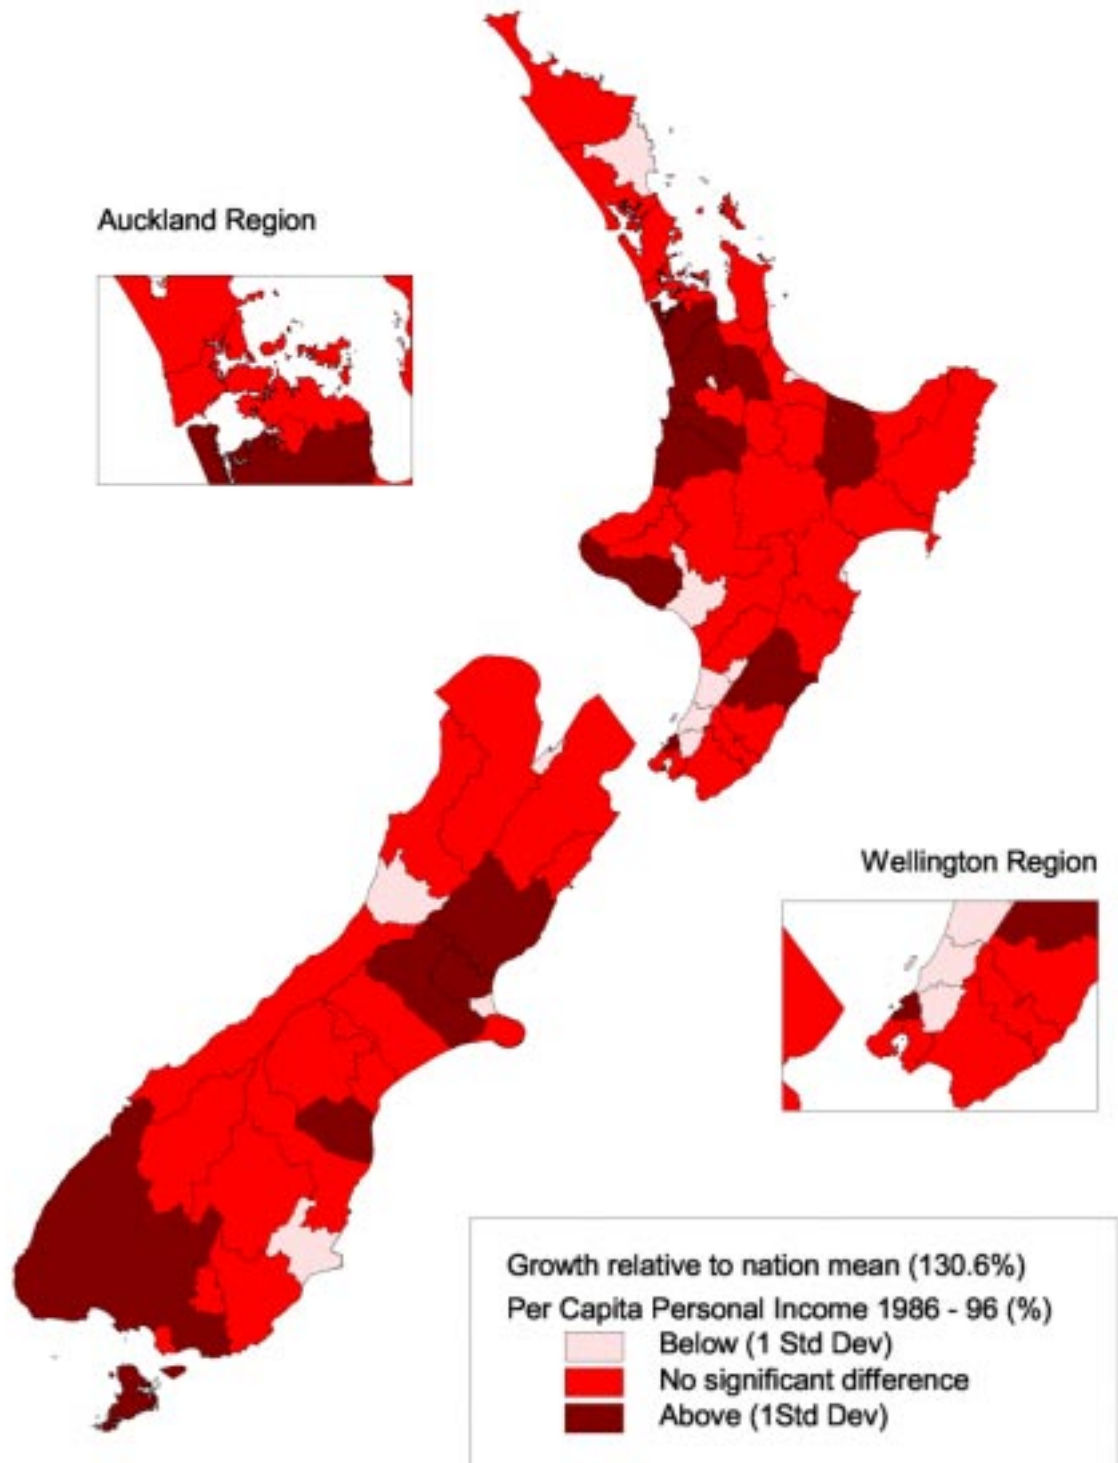 Auckland Region
Wellington Region
Growth relative to nation mean (130.6%)
Per Capita Personal Income 1986 - 96 (%)
Below (1 Std Dev)
No significant difference
Above (1Std Dev)